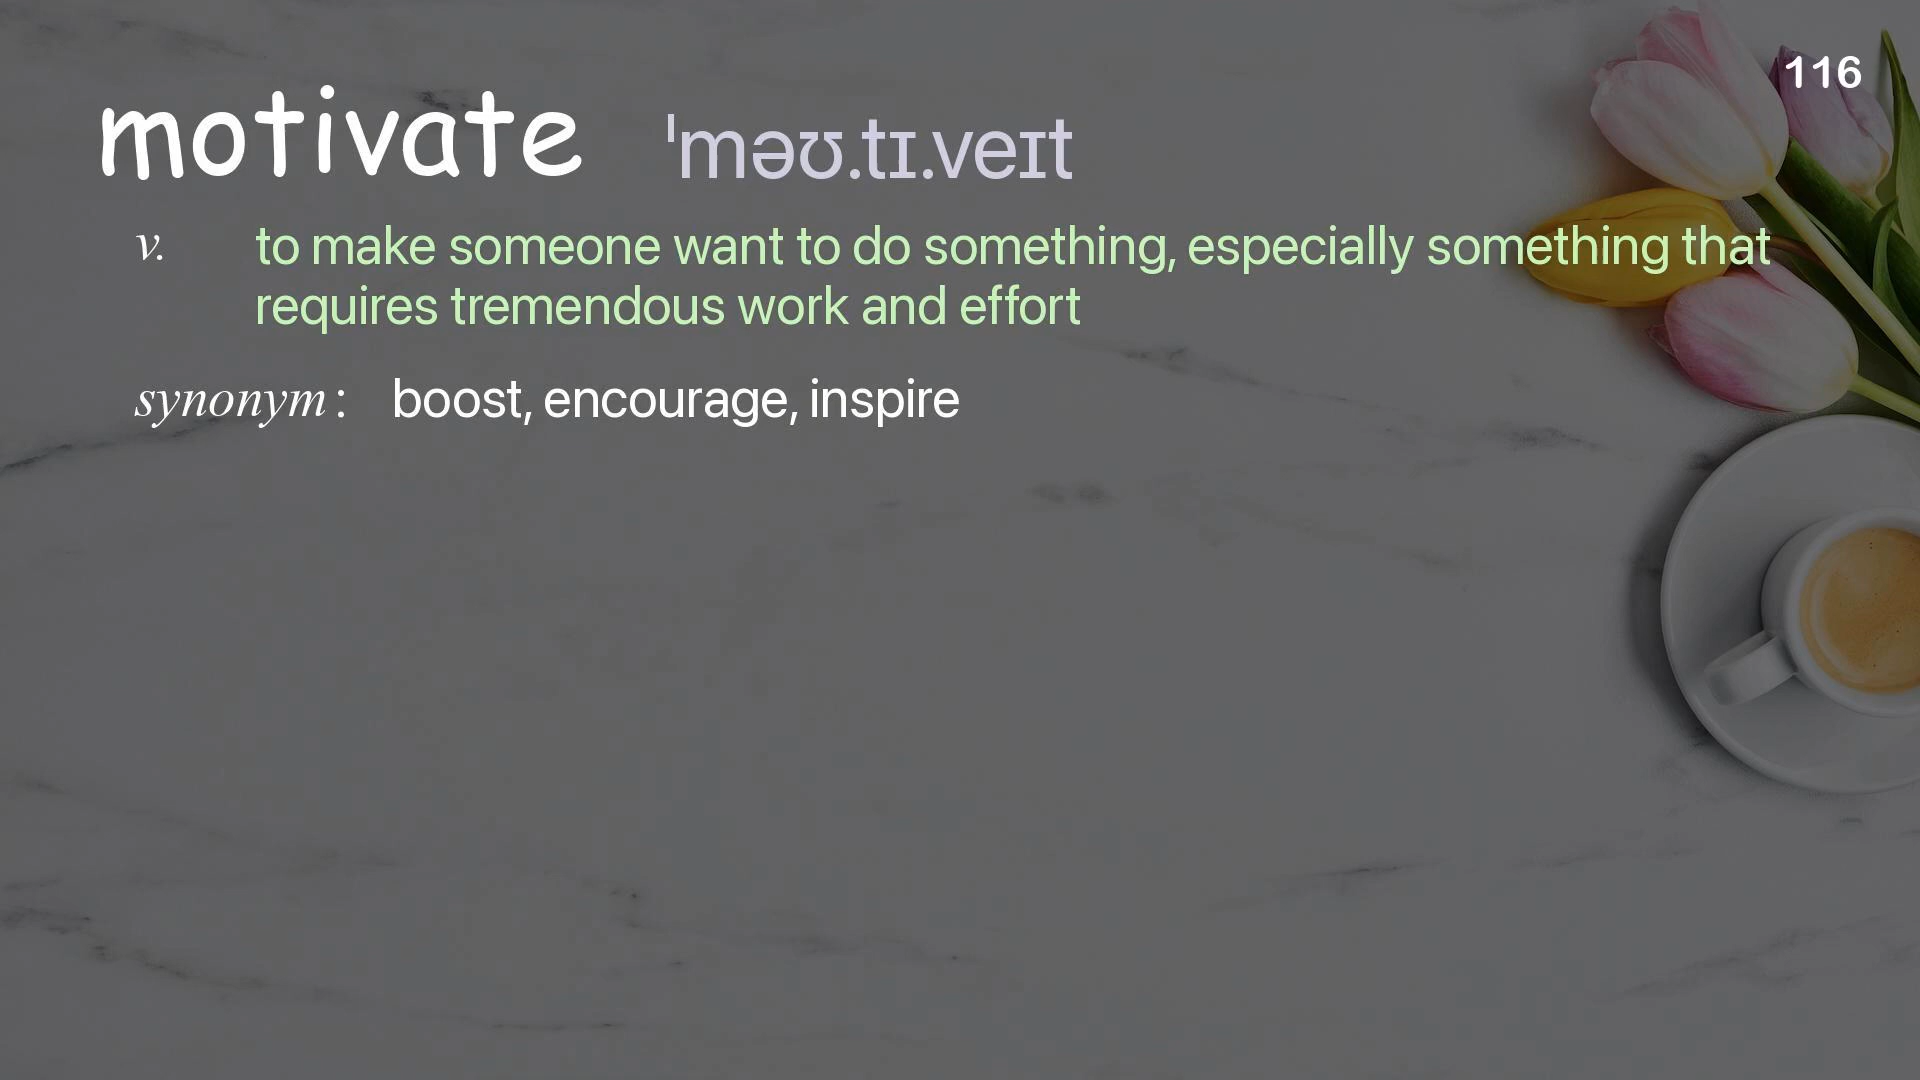 116
motivate ˈməʊ.tɪ.veɪt
v. to make someone want to do something, especially something that
requires tremendous work and effort
synonym : boost, encourage, inspire